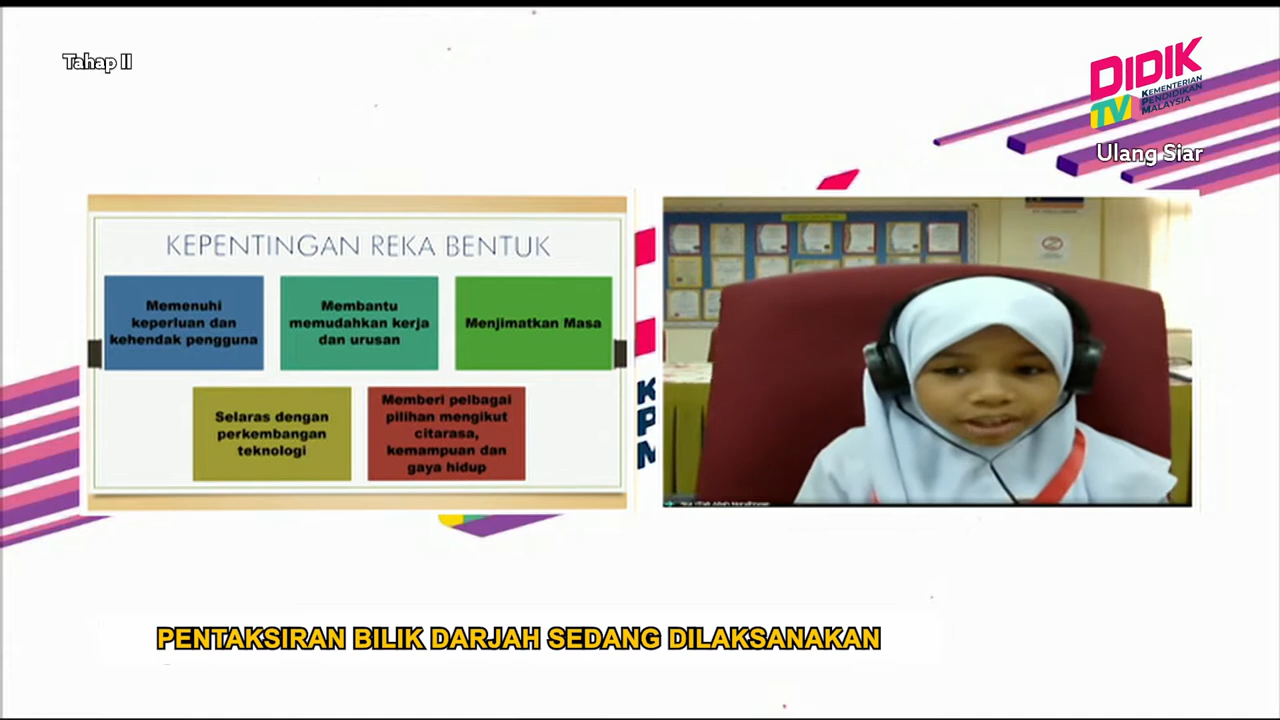 Tahap II
DIDIK
TV
KEMENTERIAN
PENDIDIKAN
MALAYSIA
Ulang Siar
KEPENTINGAN REKA BENTUK
Memenuhi
keperluan dan
kehendak pengguna
Membantu
memudahkan kerja
dan urusan
Menjimatkan Masa
Selaras dengan
perkembangan
teknologi
Memberi pelbagai
pilihan mengikut
citarasa,
kemampuan dan
gaya hidup
KPM
PENTAKSIRAN BILIK DARJAH SEDANG DILAKSANAKAN